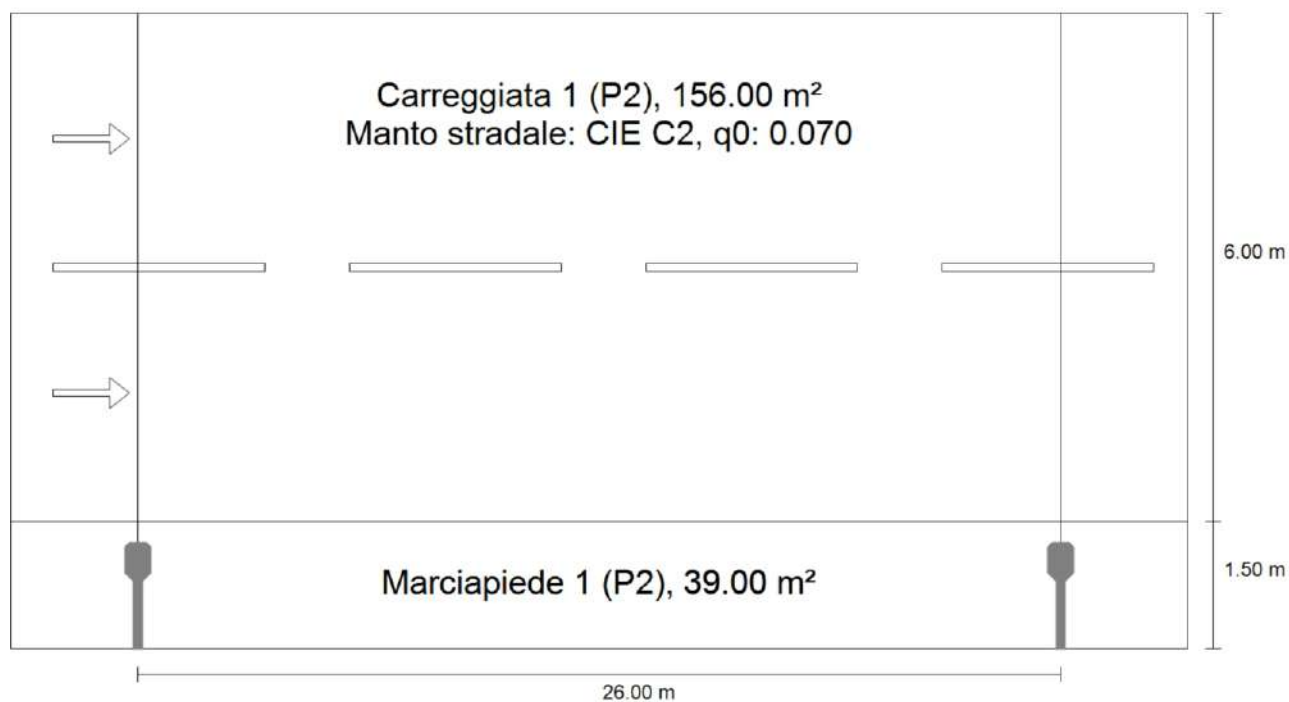 Carreggiata 1 (P2), 156.00 m²
Manto stradale: CIE C2, q0: 0.070
6.00 m
Marciapiede 1 (P2), 39.00 m²
1.50 m
26.00 m